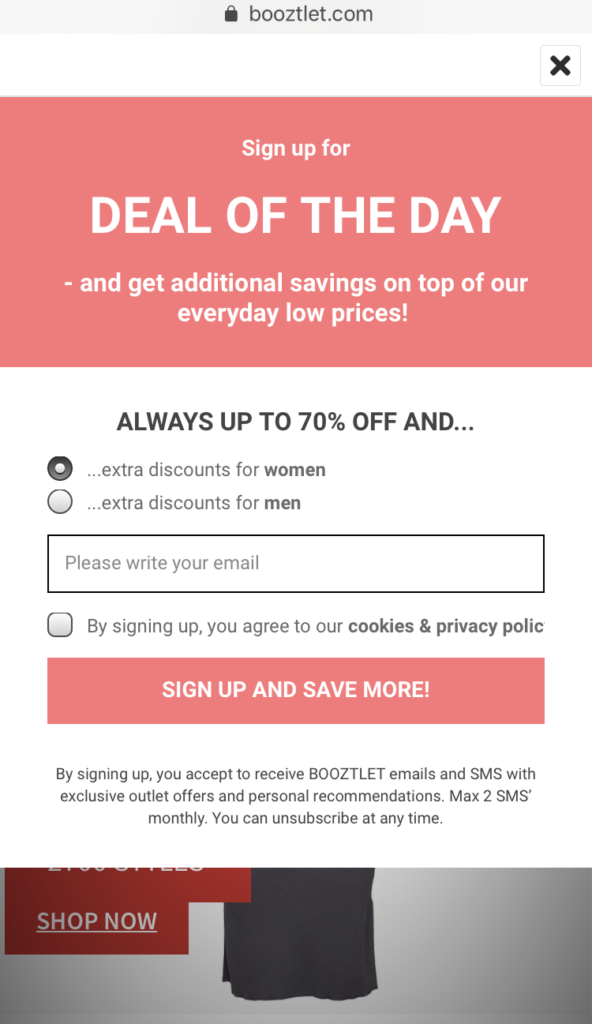 booztlet.com
Sign up for
DEAL OF THE DAY
- and get additional savings on top of our
everyday low prices!
ALWAYS UP TO 70% OFF AND...
...extra discounts for women
...extra discounts for men
Please write your email
By signing up, you agree to our cookies & privacy polic
SIGN UP AND SAVE MORE!
By signing up, you accept to receive BOOZTLET emails and SMS with
exclusive outlet offers and personal recommendations. Max 2 SMS’
monthly. You can unsubscribe at any time.
STYLES
SHOP NOW